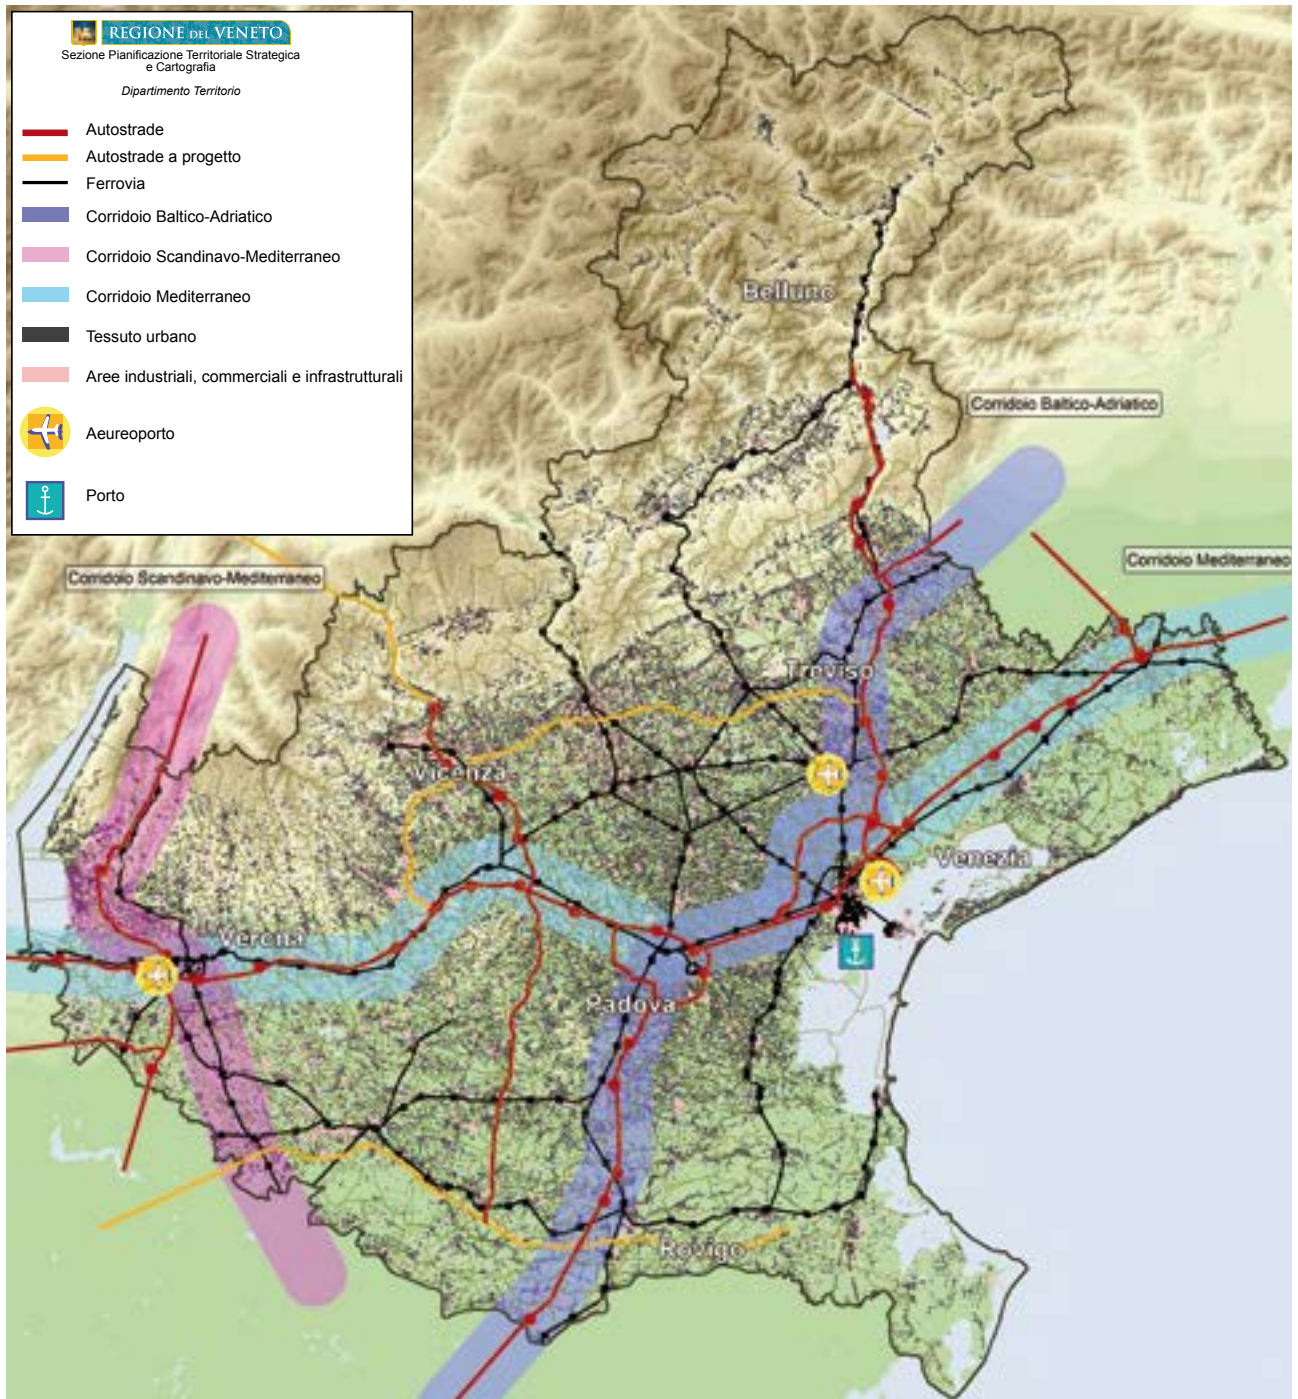 REGIONE DEL VENETO
Sezione Pianificazione Territoriale Strategica
e Cartografia
Dipartimento Territorio
Autostrade
Autostrade a progetto
Ferrovia
Corridoio Baltico-Adriatico
Corridoio Scandinavo-Mediterraneo
Corridoio Mediterraneo
Tessuto urbano
Aree industriali, commerciali e infrastrutturali
Aeureoporto
Porto
Belluno
Corridoio Baltico-Adriatico
Corridoio Mediterraneo
Corridoio Scandinavo-Mediterraneo
Treviso
Vicenza
Venezia
Verona
Padova
Rovigo